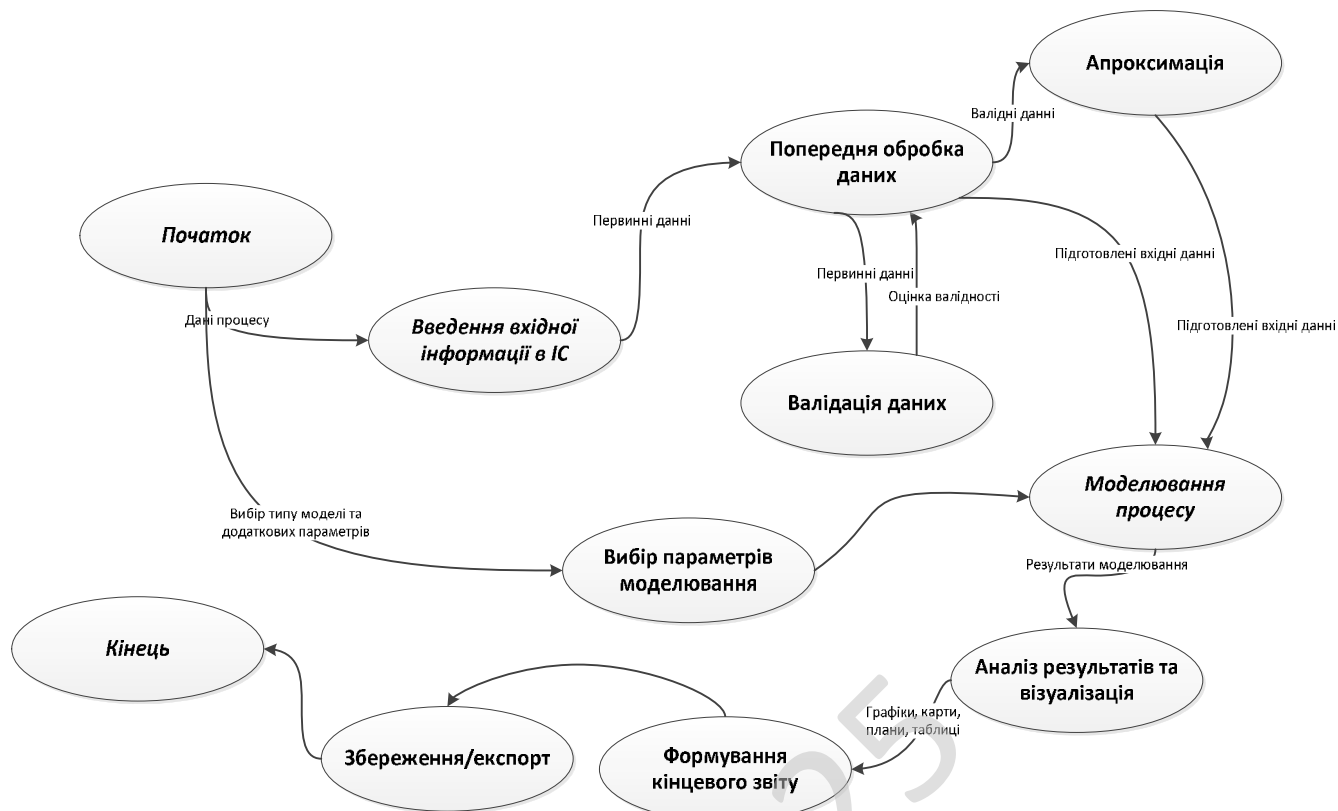 Апроксимація
Валідні данні
Попередня обробка
даних
Первинні данні
Початок
Підготовлені вхідні данні
Первинні данні
Оцінка валідності
Дані процесу
Введення вхідної
інформації в ІС
Підготовлені вхідні данні
Валідація даних
Моделювання
процесу
Вибір типу моделі та
додаткових параметрів
Вибір параметрів
моделювання
Результати моделювання
Кінець
Аналіз результатів та
візуалізація
Графіки, карти,
плани, таблиці
Збереження/експорт
Формування
кінцевого звіту
25